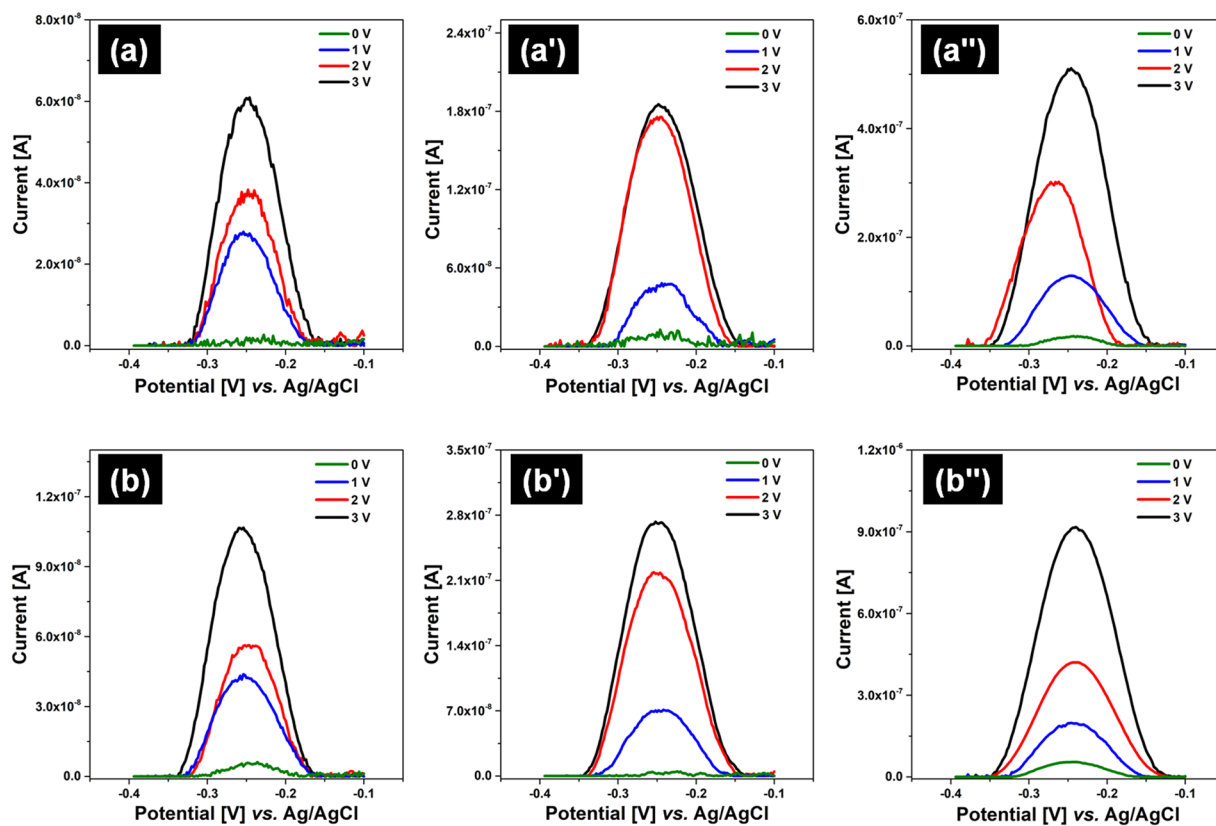 (a)
0 V
1 V
2 V
3 V
8.0x10⁻⁸
6.0x10⁻⁸
4.0x10⁻⁸
2.0x10⁻⁸
0.0
Current [A]
-0.4 -0.3 -0.2 -0.1
Potential [V] vs. Ag/AgCl
(a')
0 V
1 V
2 V
3 V
2.4x10⁻⁷
1.8x10⁻⁷
1.2x10⁻⁷
6.0x10⁻⁸
0.0
Current [A]
-0.4 -0.3 -0.2 -0.1
Potential [V] vs. Ag/AgCl
(a'')
0 V
1 V
2 V
3 V
6.0x10⁻⁷
4.0x10⁻⁷
2.0x10⁻⁷
0.0
Current [A]
-0.4 -0.3 -0.2 -0.1
Potential [V] vs. Ag/AgCl
(b)
0 V
1 V
2 V
3 V
1.2x10⁻⁷
9.0x10⁻⁸
6.0x10⁻⁸
3.0x10⁻⁸
0.0
Current [A]
-0.4 -0.3 -0.2 -0.1
Potential [V] vs. Ag/AgCl
(b')
0 V
1 V
2 V
3 V
3.5x10⁻⁷
2.8x10⁻⁷
2.1x10⁻⁷
1.4x10⁻⁷
7.0x10⁻⁸
0.0
Current [A]
-0.4 -0.3 -0.2 -0.1
Potential [V] vs. Ag/AgCl
(b'')
0 V
1 V
2 V
3 V
1.2x10⁻⁶
9.0x10⁻⁷
6.0x10⁻⁷
3.0x10⁻⁷
0.0
Current [A]
-0.4 -0.3 -0.2 -0.1
Potential [V] vs. Ag/AgCl